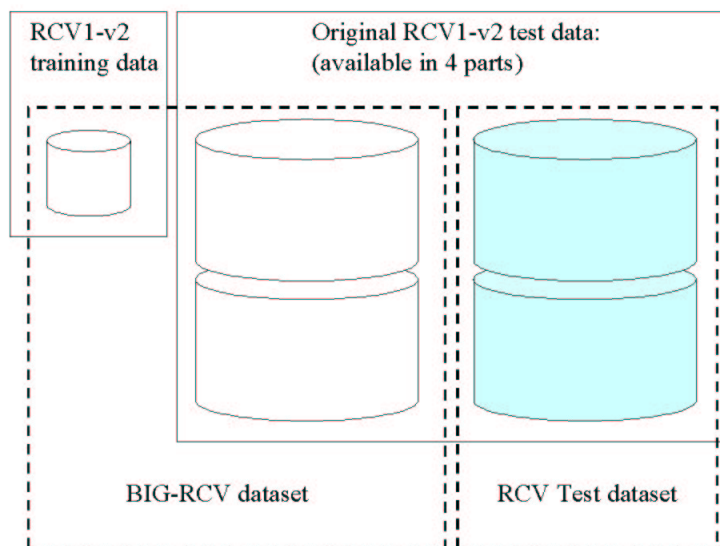 RCV1-v2
training data
Original RCV1-v2 test data:
(available in 4 parts)
BIG-RCV dataset
RCV Test dataset